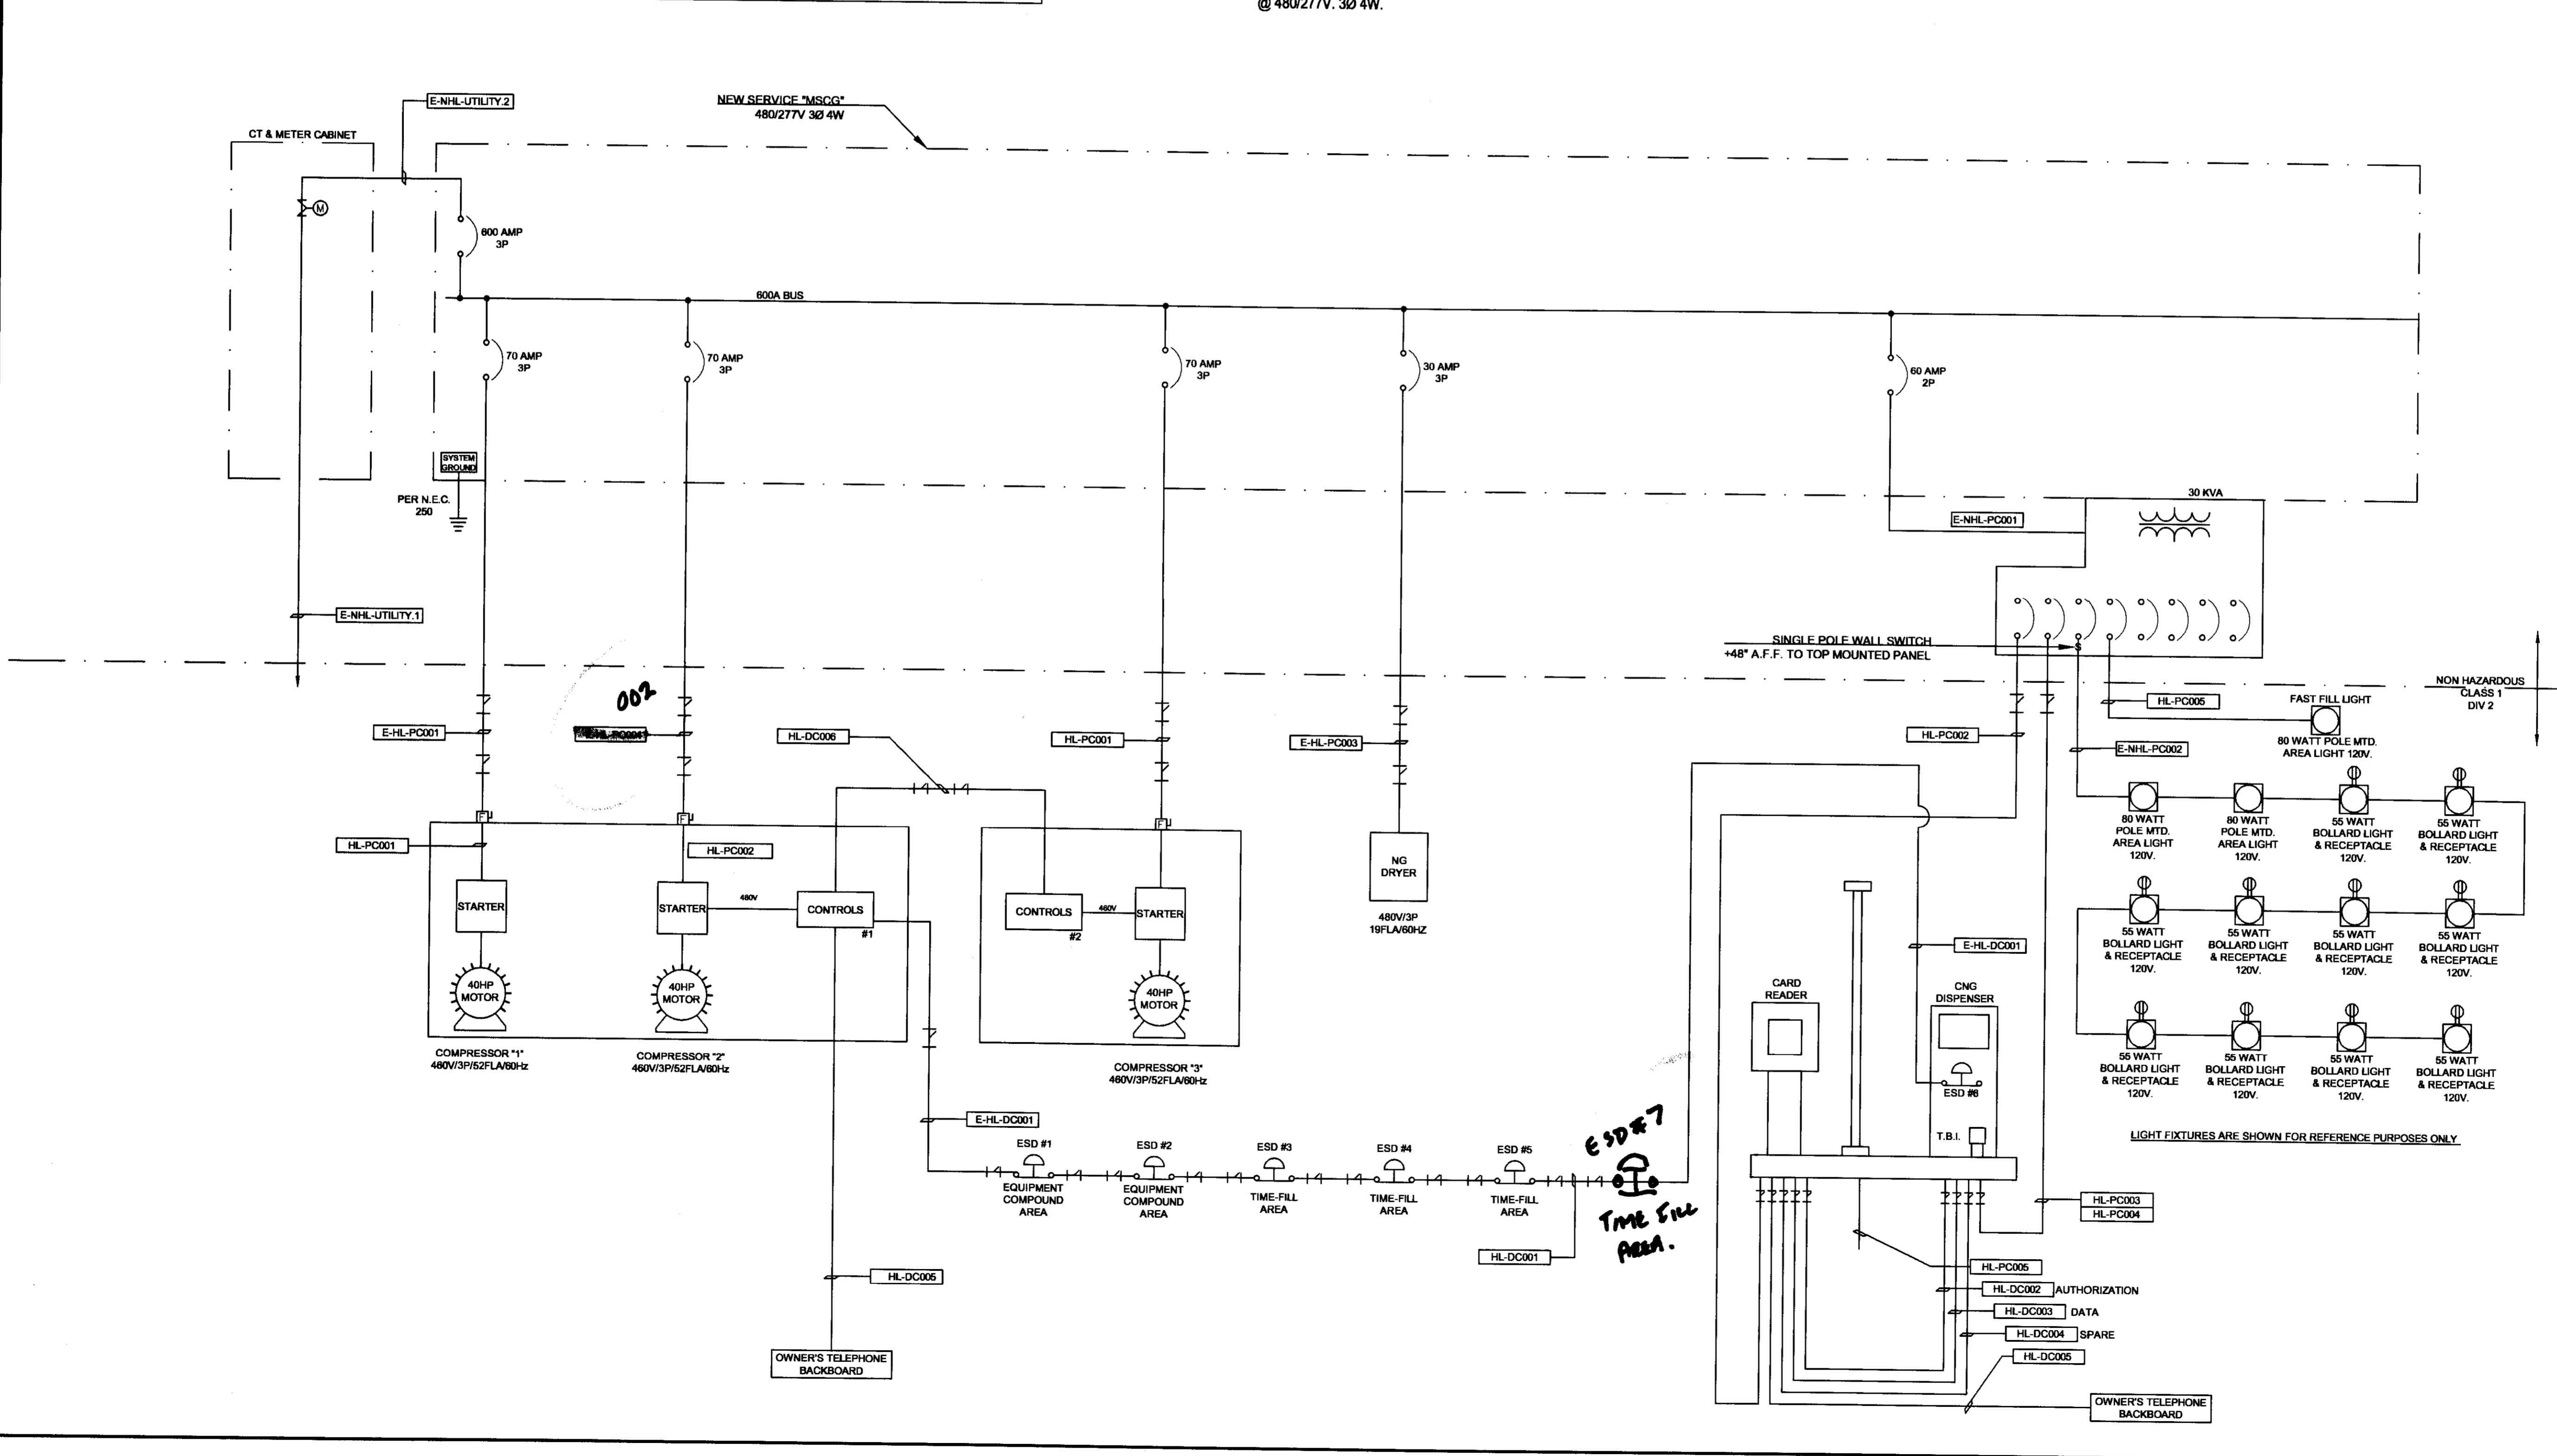 @ 480/277V. 3Ø 4W.
E-NHL-UTILITY.2
NEW SERVICE "MSCG"
480/277V 3Ø 4W
CT & METER CABINET
M
600 AMP
3P
600A BUS
70 AMP
3P
70 AMP
3P
70 AMP
3P
30 AMP
3P
60 AMP
2P
SYSTEM
GROUND
PER N.E.C.
250
30 KVA
E-NHL-PC001
E-NHL-UTILITY.1
SINGLE POLE WALL SWITCH
+48" A.F.F. TO TOP MOUNTED PANEL
S
NON HAZARDOUS
CLASS 1
DIV 2
002
E-HL-PC001
HL-DC006
HL-PC001
E-HL-PC003
HL-PC002
HL-PC005
FAST FILL LIGHT
80 WATT POLE MTD.
AREA LIGHT 120V.
E-NHL-PC002
F
F
F
HL-PC001
HL-PC002
80 WATT
POLE MTD.
AREA LIGHT
120V.
80 WATT
POLE MTD.
AREA LIGHT
120V.
55 WATT
BOLLARD LIGHT
& RECEPTACLE
120V.
55 WATT
BOLLARD LIGHT
& RECEPTACLE
120V.
NG
DRYER
480V/3P
19FLA/60HZ
STARTER
STARTER
480V
CONTROLS
#1
CONTROLS
#2
480V
STARTER
40HP
MOTOR
40HP
MOTOR
40HP
MOTOR
55 WATT
BOLLARD LIGHT
& RECEPTACLE
120V.
55 WATT
BOLLARD LIGHT
& RECEPTACLE
120V.
55 WATT
BOLLARD LIGHT
& RECEPTACLE
120V.
55 WATT
BOLLARD LIGHT
& RECEPTACLE
120V.
E-HL-DC001
CARD
READER
CNG
DISPENSER
COMPRESSOR "1"
460V/3P/52FLA/60Hz
COMPRESSOR "2"
460V/3P/52FLA/60Hz
COMPRESSOR "3"
460V/3P/52FLA/60Hz
55 WATT
BOLLARD LIGHT
& RECEPTACLE
120V.
55 WATT
BOLLARD LIGHT
& RECEPTACLE
120V.
55 WATT
BOLLARD LIGHT
& RECEPTACLE
120V.
55 WATT
BOLLARD LIGHT
& RECEPTACLE
120V.
ESD #6
T.B.I.
LIGHT FIXTURES ARE SHOWN FOR REFERENCE PURPOSES ONLY
E-HL-DC001
ESD #1
EQUIPMENT
COMPOUND
AREA
ESD #2
EQUIPMENT
COMPOUND
AREA
ESD #3
TIME-FILL
AREA
ESD #4
TIME-FILL
AREA
ESD #5
TIME-FILL
AREA
ESD #7
TIME FILL
AREA.
HL-DC001
HL-PC003
HL-PC004
HL-DC005
HL-PC005
HL-DC002 AUTHORIZATION
HL-DC003 DATA
HL-DC004 SPARE
HL-DC005
OWNER'S TELEPHONE
BACKBOARD
OWNER'S TELEPHONE
BACKBOARD